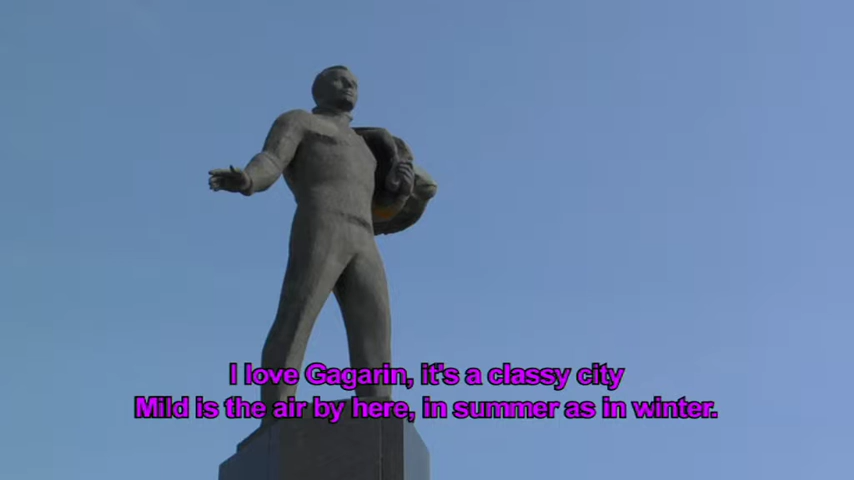 I love Gagarin, it's a classy city
Mild is the air by here, in summer as in winter.